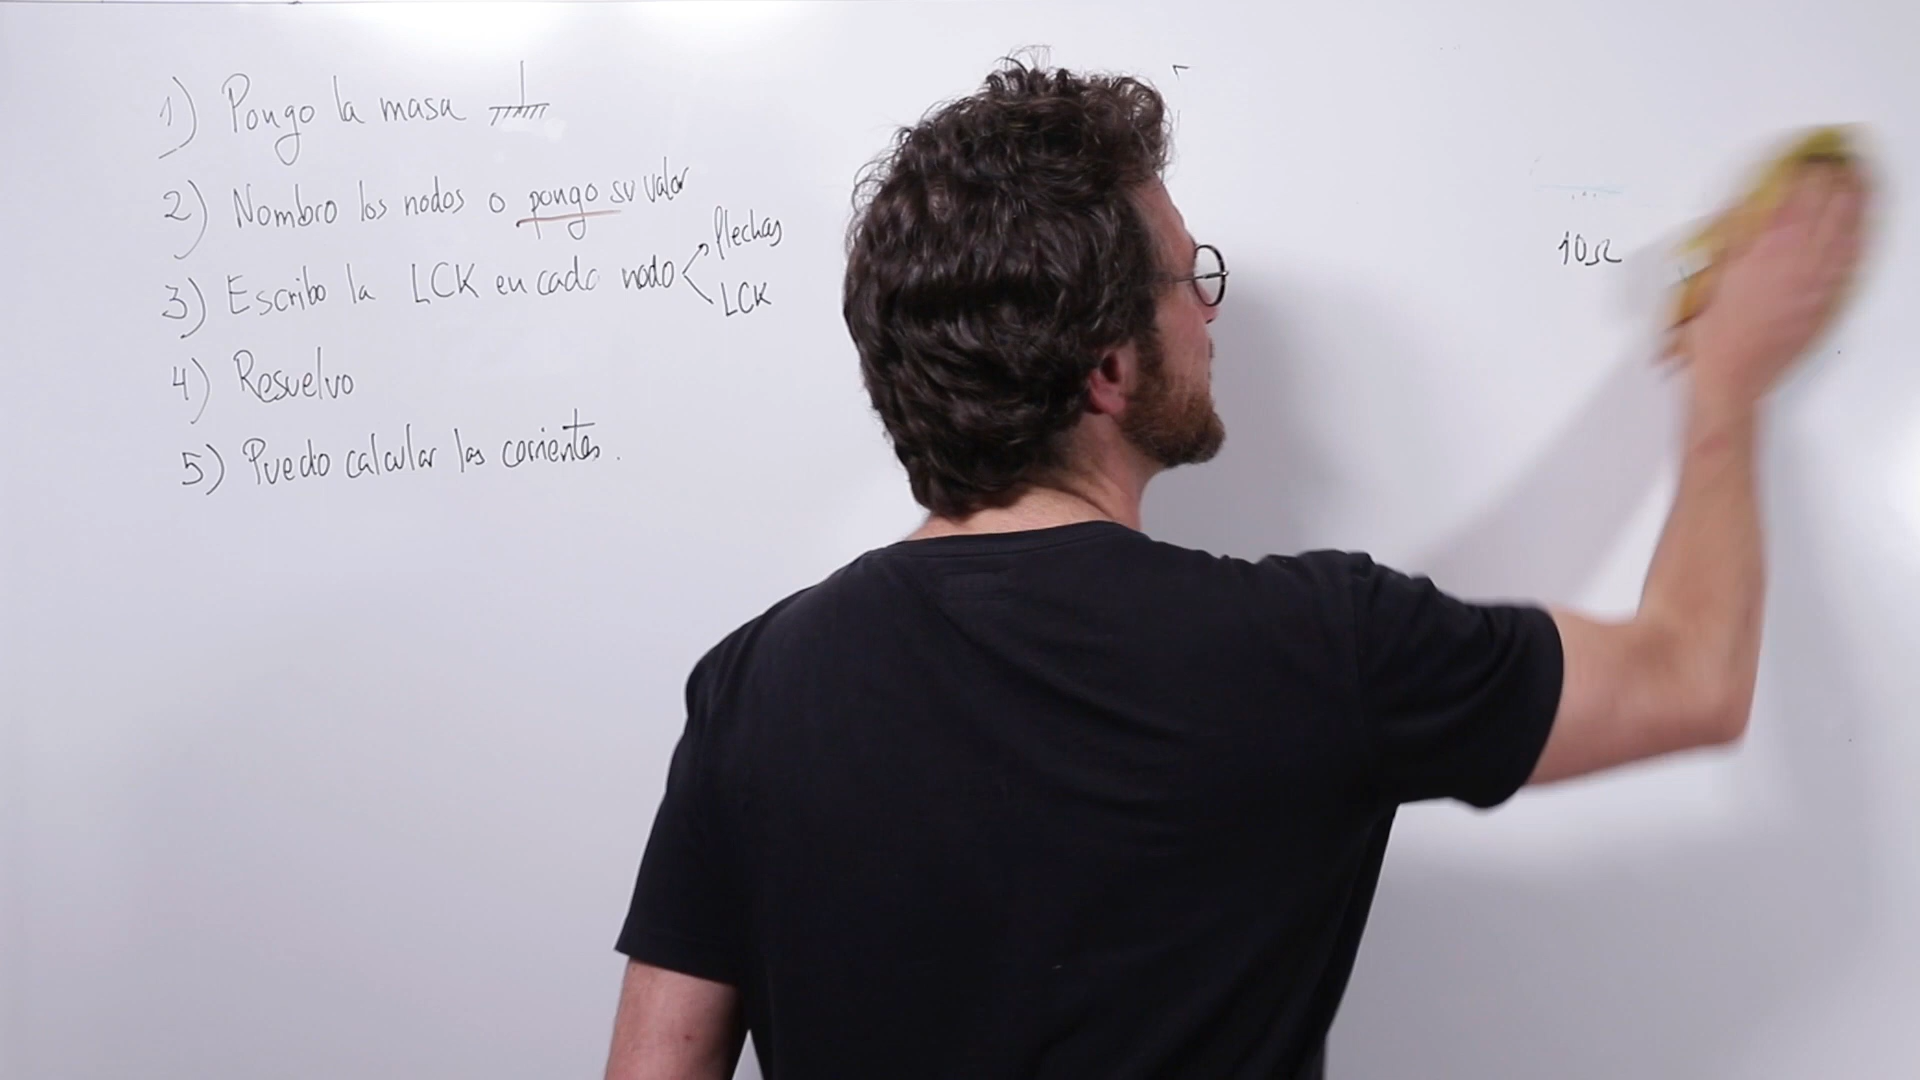 1) Pongo la masa
2) Nombro los nodos o pongo su valor
3) Escribo la LCK en cada nodo
flechas
LCK
4) Resuelvo
5) Puedo calcular las corrientes.
10Ω